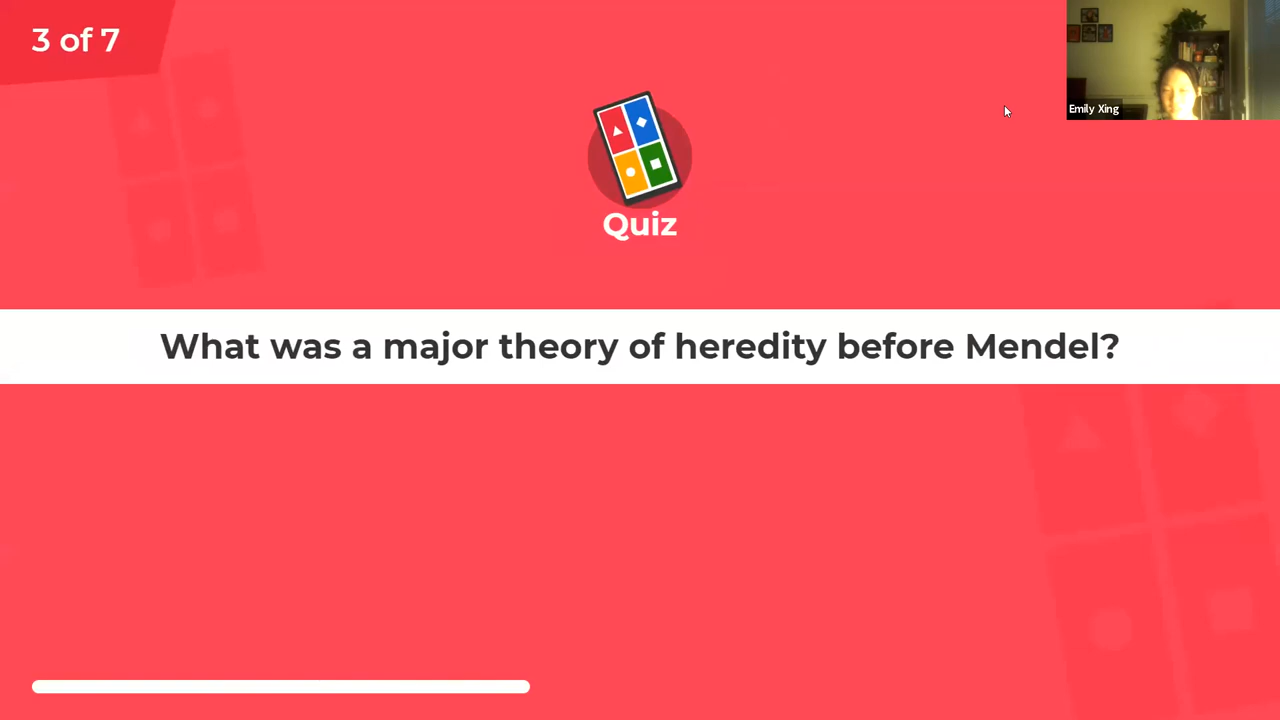 3 of 7
Emily Xing
Quiz
What was a major theory of heredity before Mendel?